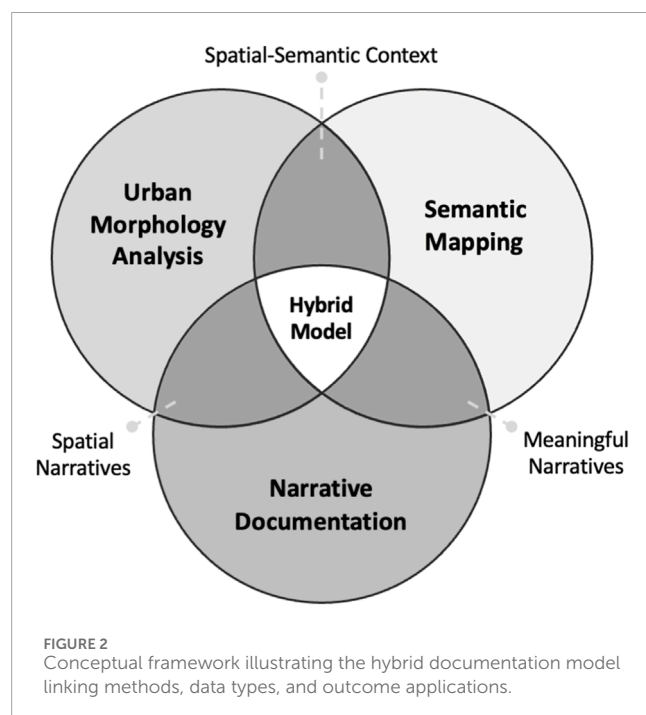 Spatial-Semantic Context
Urban
Morphology
Analysis
Semantic
Mapping
Hybrid
Model
Spatial
Narratives
Meaningful
Narratives
Narrative
Documentation
FIGURE 2
Conceptual framework illustrating the hybrid documentation model
linking methods, data types, and outcome applications.